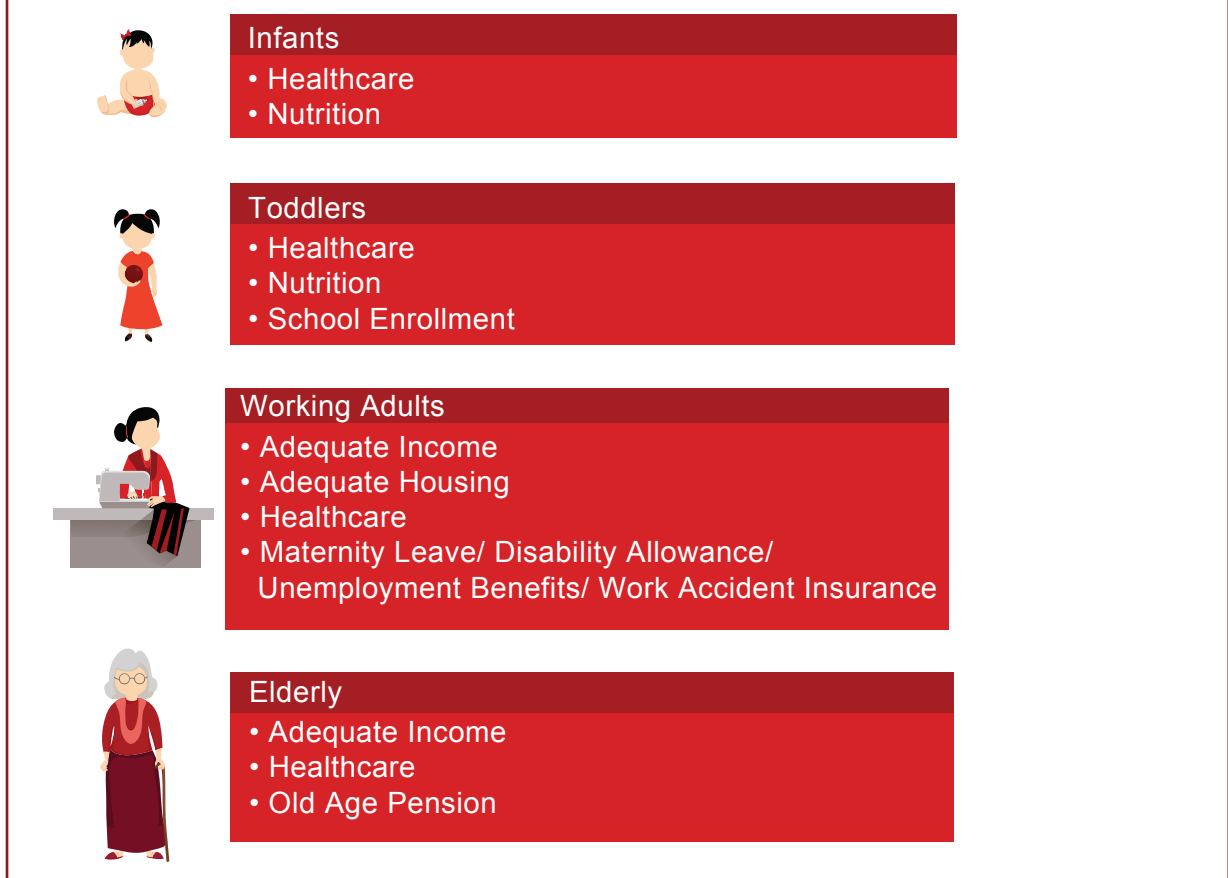 Infants
• Healthcare
• Nutrition
Toddlers
• Healthcare
• Nutrition
• School Enrollment
Working Adults
• Adequate Income
• Adequate Housing
• Healthcare
• Maternity Leave/ Disability Allowance/
Unemployment Benefits/ Work Accident Insurance
Elderly
• Adequate Income
• Healthcare
• Old Age Pension